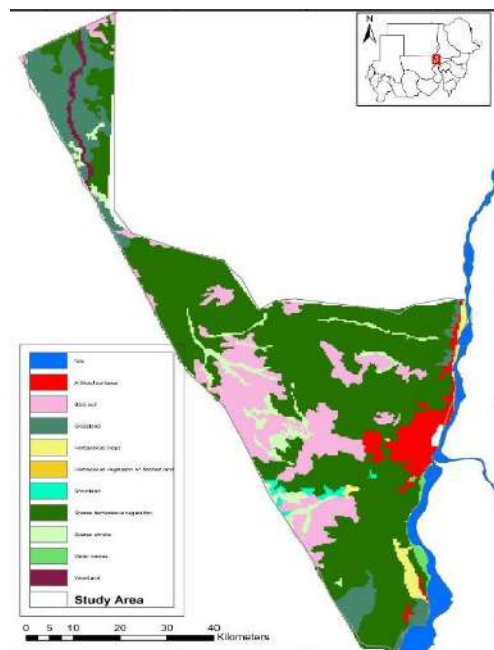 N
Nile
Artificial surfaces
Bare soil
Grassland
Herbaceous crops
Herbaceous vegetation on flooded land
Shrubland
Sparse herbaceous vegetation
Sparse shrubs
Water bodies
Woodland
Study Area
0 5 10 20 30 40
Kilometers